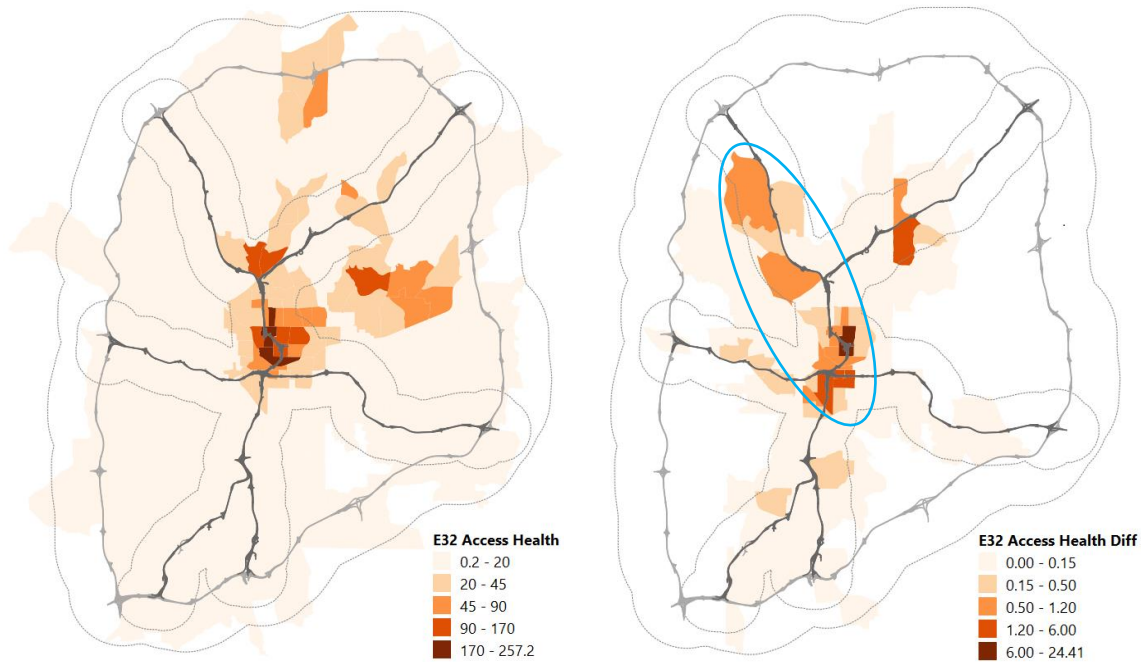 E32 Access Health
0.2 - 20
20 - 45
45 - 90
90 - 170
170 - 257.2
E32 Access Health Diff
0.00 - 0.15
0.15 - 0.50
0.50 - 1.20
1.20 - 6.00
6.00 - 24.41